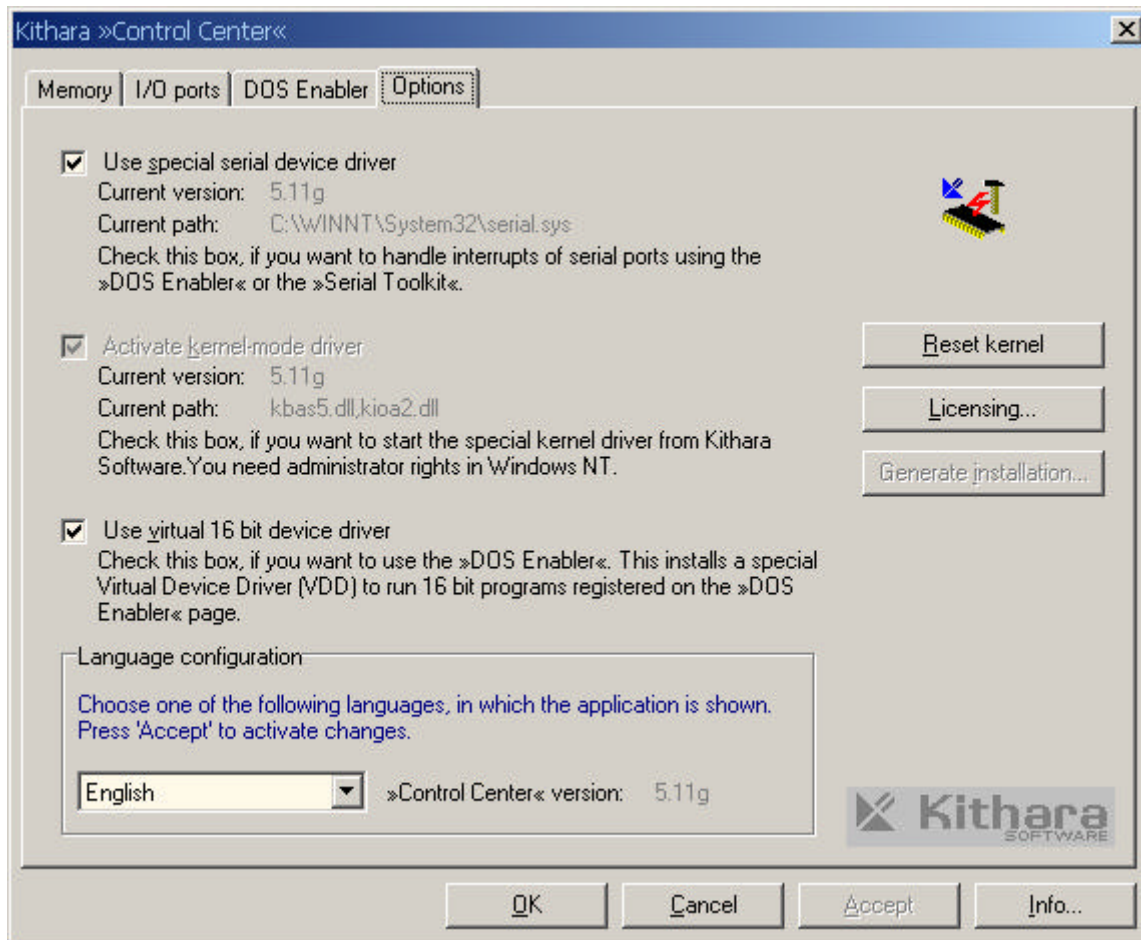 Kithara »Control Center«
Memory I/O ports DOS Enabler Options
Use special serial device driver
Current version: 5.11g
Current path: C:\WINNT\System32\serial.sys
Check this box, if you want to handle interrupts of serial ports using the
»DOS Enabler« or the »Serial Toolkit«.
Activate kernel-mode driver
Current version: 5.11g
Current path: kbas5.dll,kioa2.dll
Check this box, if you want to start the special kernel driver from Kithara
Software.You need administrator rights in Windows NT.
Reset kernel
Licensing...
Generate installation...
Use virtual 16 bit device driver
Check this box, if you want to use the »DOS Enabler«. This installs a special
Virtual Device Driver (VDD) to run 16 bit programs registered on the »DOS
Enabler« page.
Language configuration
Choose one of the following languages, in which the application is shown.
Press 'Accept' to activate changes.
English »Control Center« version: 5.11g
Kithara
SOFTWARE
OK Cancel Accept Info...